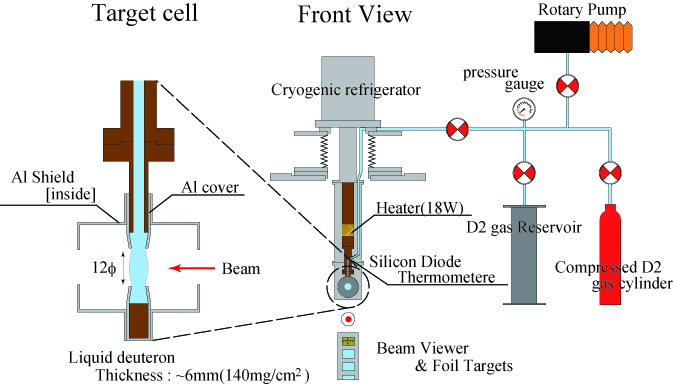 Target cell
Front View
Rotary Pump
pressure
gauge
Cryogenic refrigerator
Al Shield
[inside]
Al cover
Heater(18W)
D2 gas Reservoir
Silicon Diode
Thermometere
Compressed D2
gas cylinder
12ϕ
Beam
Liquid deuteron
Thickness : ~6mm(140mg/cm²)
Beam Viewer
& Foil Targets